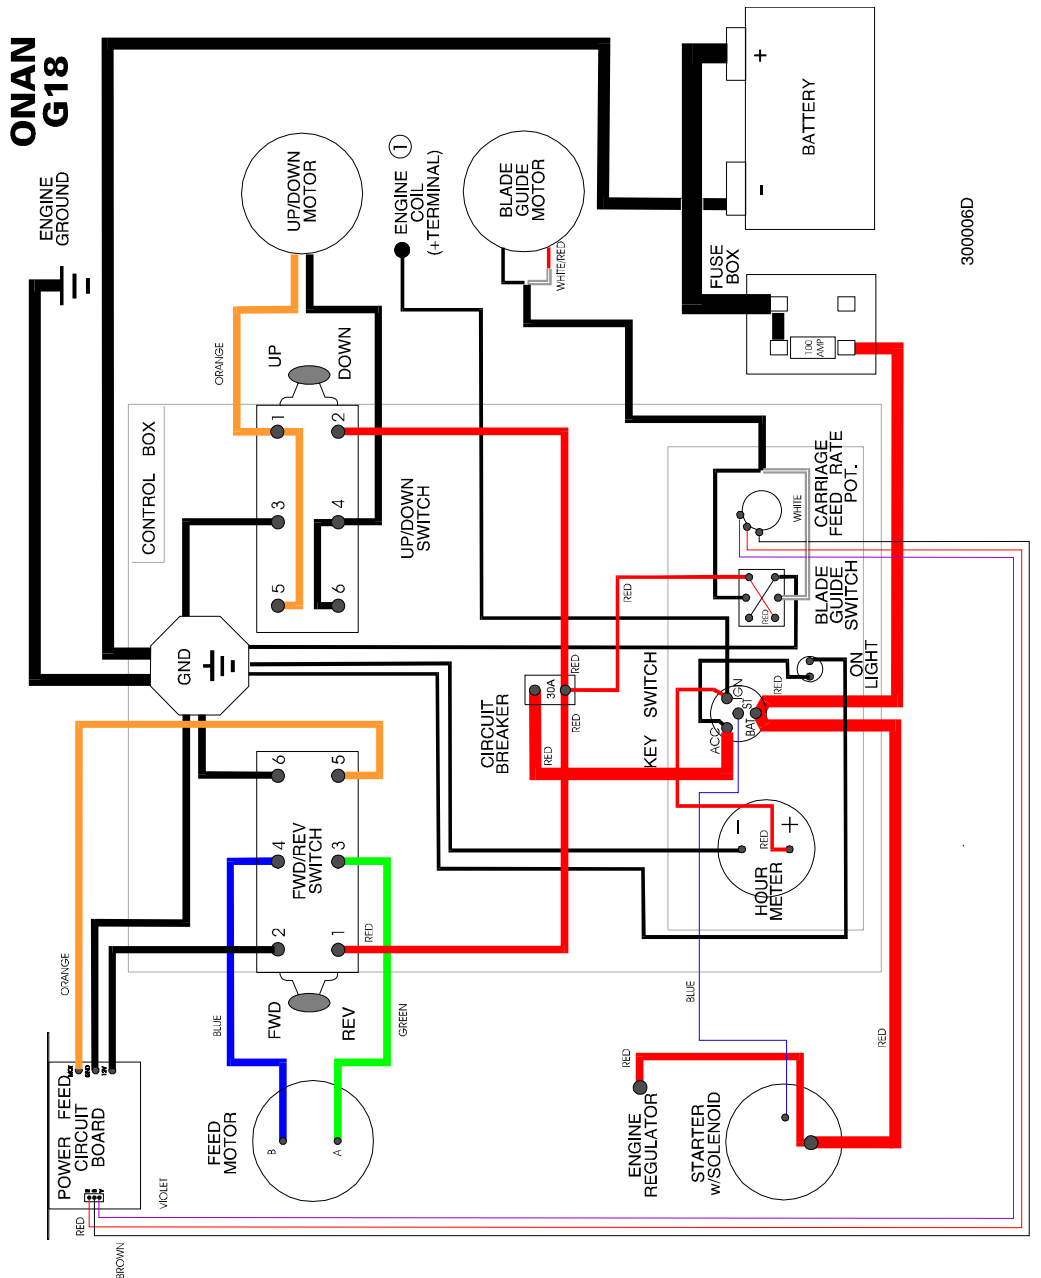 ONAN
G18
ENGINE
GROUND
UP/DOWN
MOTOR
ENGINE
COIL
(+TERMINAL)
1
BLADE
GUIDE
MOTOR
WHITE/RED
+
BATTERY
-
300006D
FUSE
BOX
100
AMP
ORANGE
UP
DOWN
CONTROL BOX
1
2
3
4
5
6
UP/DOWN
SWITCH
CARRIAGE
FEED RATE
POT.
WHITE
BLADE
GUIDE
SWITCH
RED
RED
GND
ON
LIGHT
KEY SWITCH
IGN
ST
BAT
ACC
RED
CIRCUIT
BREAKER
30A
RED
RED
RED
6
5
4
3
2
1
FWD/REV
SWITCH
RED
HOUR
METER
-
+
RED
ORANGE
BLUE
FWD
REV
GREEN
BLUE
RED
POWER FEED
CIRCUIT
BOARD
ACT
GND
12V
FEED
MOTOR
B
A
RED
ENGINE
REGULATOR
STARTER
w/SOLENOID
VIOLET
RED
BROWN